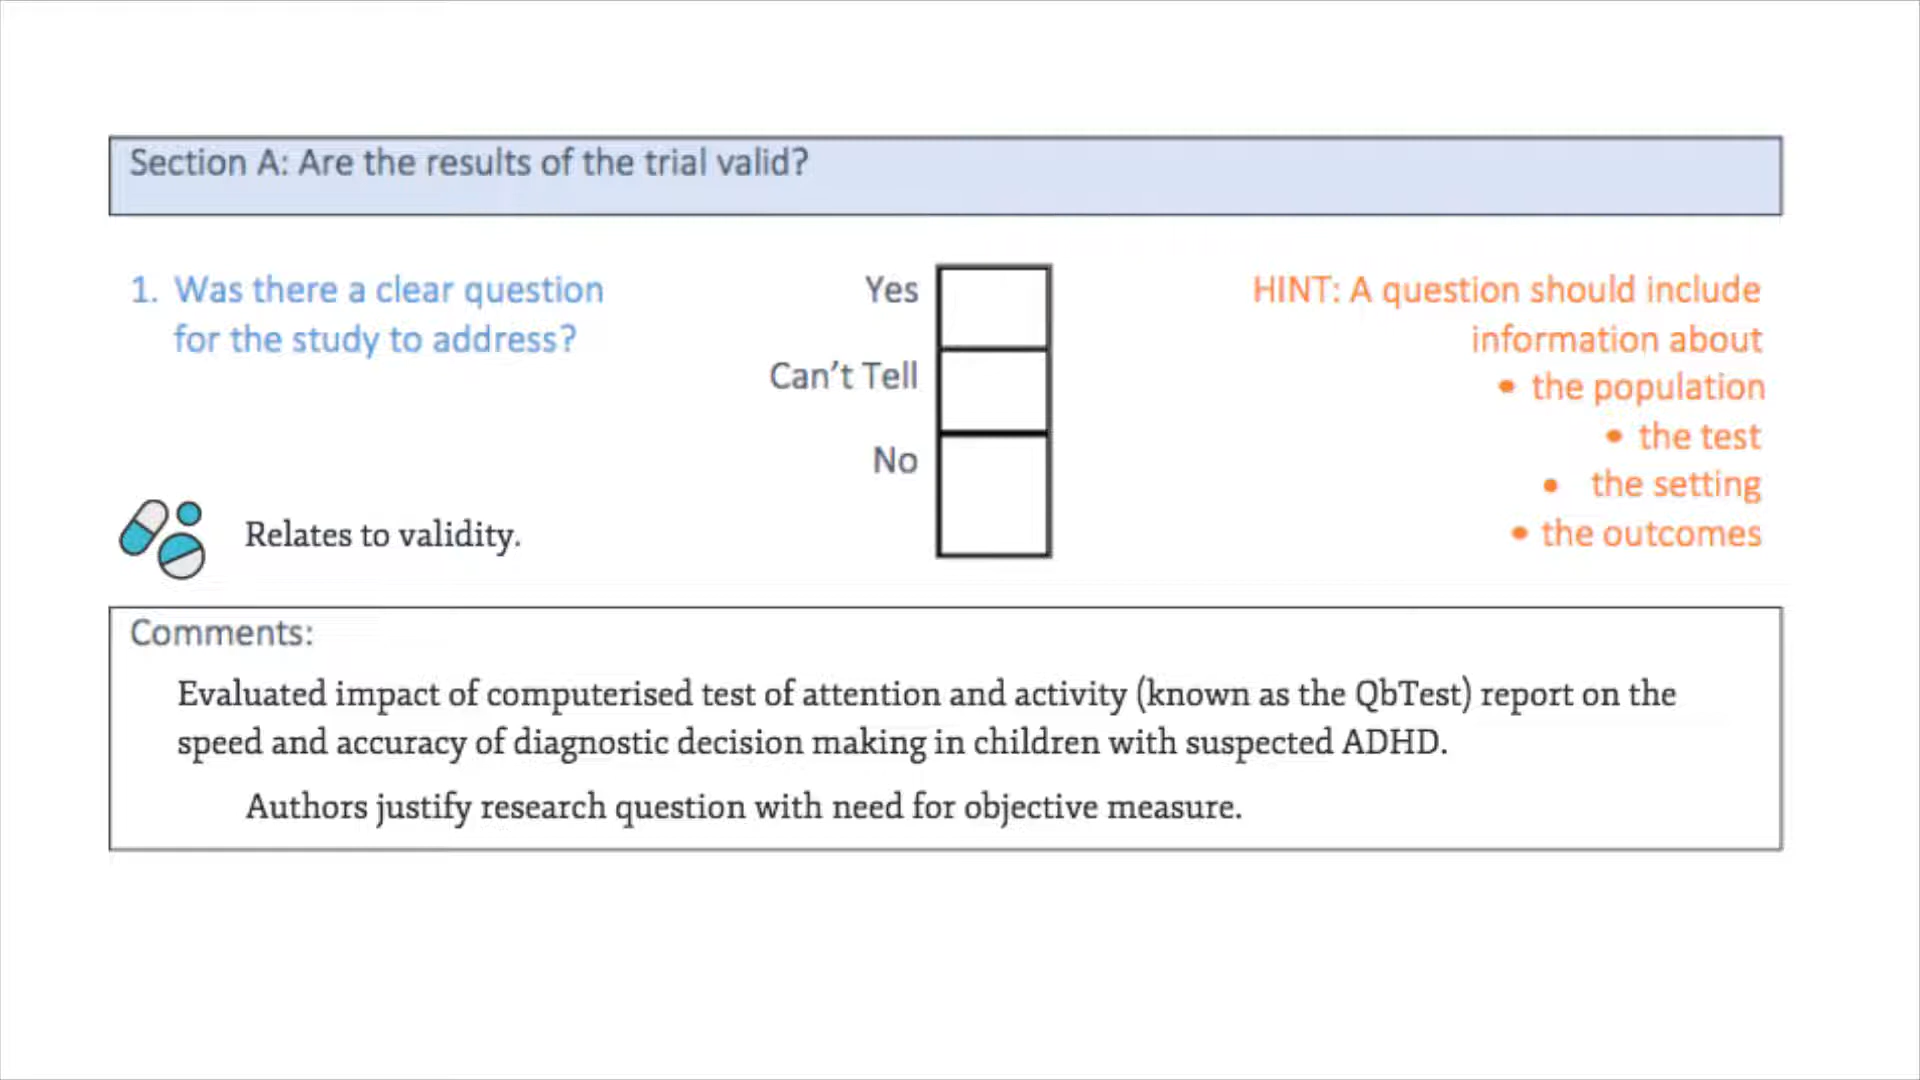 Section A: Are the results of the trial valid?
1. Was there a clear question
for the study to address?
Yes
Can't Tell
No
HINT: A question should include
information about
• the population
• the test
• the setting
• the outcomes
Relates to validity.
Comments:
Evaluated impact of computerised test of attention and activity (known as the QbTest) report on the
speed and accuracy of diagnostic decision making in children with suspected ADHD.
Authors justify research question with need for objective measure.